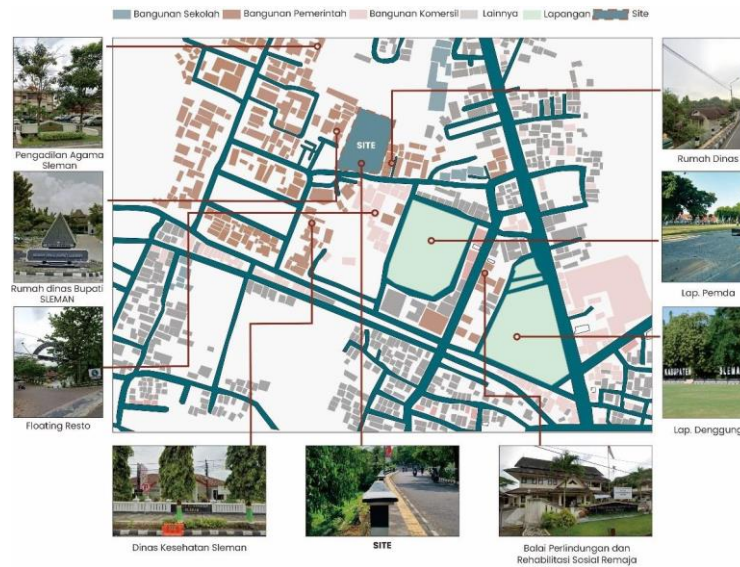 Bangunan Sekolah
Bangunan Pemerintah
Bangunan Komersil
Lainnya
Lapangan
Site
SITE
Pengadilan Agama
Sleman
Rumah Dinas
Rumah dinas Bupati
SLEMAN
Lap. Pemda
Floating Resto
Lap. Denggung
Dinas Kesehatan Sleman
SITE
Balai Perlindungan dan
Rehabilitasi Sosial Remaja